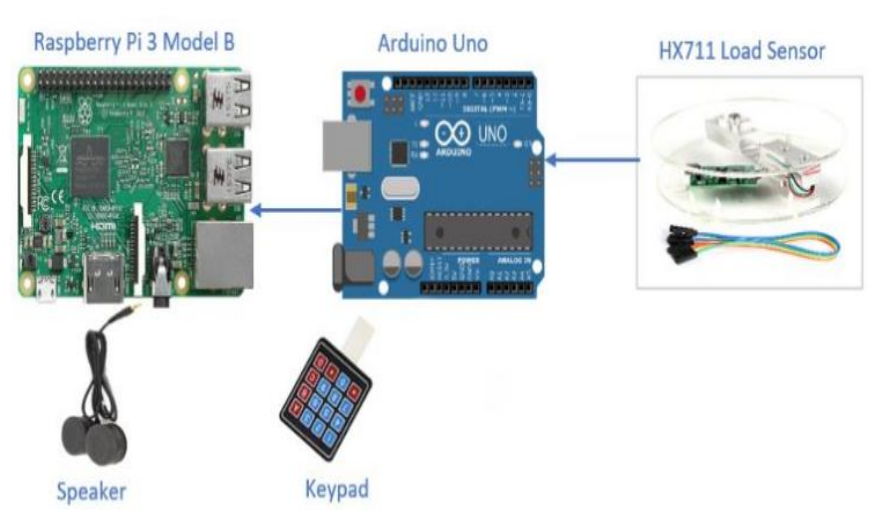 Raspberry Pi 3 Model B
Arduino Uno
HX711 Load Sensor
HDMI
DIGITAL (PWM ~)
UNO
ARDUINO
POWER
ANALOG IN
Speaker
Keypad